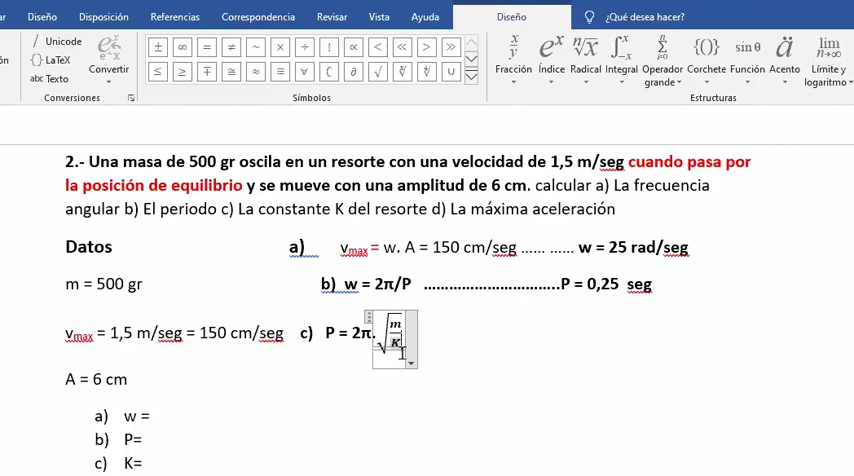 ar Diseño Disposición Referencias Correspondencia Revisar Vista Ayuda Diseño ¿Qué desea hacer?
Unicode
{} LaTeX
abc Texto
Convertir
Conversiones
± ∞ = ≠ ~ × ÷ ! ∝ < ≪ > ≫
≤ ≥ ∓ ≅ ≈ ≡ ∀ ∁ ∂ √ ∛ ∜ ∪
Símbolos
Fracción Índice Radical Integral Operador grande Corchete Función Acento Límite y logaritmo
Estructuras
2.- Una masa de 500 gr oscila en un resorte con una velocidad de 1,5 m/seg cuando pasa por
la posición de equilibrio y se mueve con una amplitud de 6 cm. calcular a) La frecuencia
angular b) El periodo c) La constante K del resorte d) La máxima aceleración
Datos a) vmax = w. A = 150 cm/seg ...... ...... w = 25 rad/seg
m = 500 gr b) w = 2π/P ................................P = 0,25 seg
vmax = 1,5 m/seg = 150 cm/seg c) P = 2π.√m/K
A = 6 cm
a) w =
b) P=
c) K=